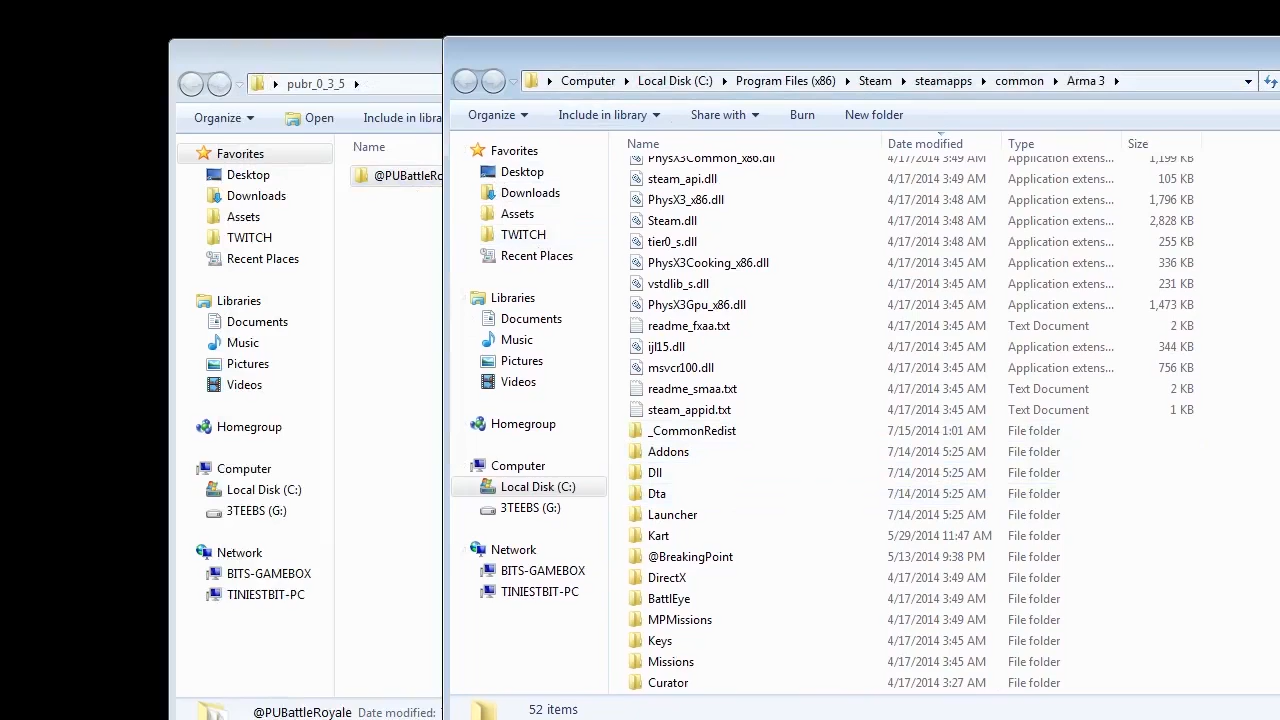 pubr_0_3_5
Organize Open Include in libra
Name
Favorites
Desktop
Downloads
Assets
TWITCH
Recent Places
Libraries
Documents
Music
Pictures
Videos
Homegroup
Computer
Local Disk (C:)
3TEEBS (G:)
Network
BITS-GAMEBOX
TINIESTBIT-PC
@PUBattleRo
@PUBattleRoyale Date modified:
Computer Local Disk (C:) Program Files (x86) Steam steamapps common Arma 3
Organize Include in library Share with Burn New folder
Favorites
Desktop
Downloads
Assets
TWITCH
Recent Places
Libraries
Documents
Music
Pictures
Videos
Homegroup
Computer
Local Disk (C:)
3TEEBS (G:)
Network
BITS-GAMEBOX
TINIESTBIT-PC
Name Date modified Type Size
PhysX3Common_x86.dll 4/17/2014 3:49 AM Application extens... 1,199 KB
steam_api.dll 4/17/2014 3:49 AM Application extens... 105 KB
PhysX3_x86.dll 4/17/2014 3:48 AM Application extens... 1,796 KB
Steam.dll 4/17/2014 3:48 AM Application extens... 2,828 KB
tier0_s.dll 4/17/2014 3:48 AM Application extens... 255 KB
PhysX3Cooking_x86.dll 4/17/2014 3:45 AM Application extens... 336 KB
vstdlib_s.dll 4/17/2014 3:45 AM Application extens... 231 KB
PhysX3Gpu_x86.dll 4/17/2014 3:45 AM Application extens... 1,473 KB
readme_fxaa.txt 4/17/2014 3:45 AM Text Document 2 KB
ijl15.dll 4/17/2014 3:45 AM Application extens... 344 KB
msvcr100.dll 4/17/2014 3:45 AM Application extens... 756 KB
readme_smaa.txt 4/17/2014 3:45 AM Text Document 2 KB
steam_appid.txt 4/17/2014 3:45 AM Text Document 1 KB
_CommonRedist 7/15/2014 1:01 AM File folder
Addons 7/14/2014 5:25 AM File folder
Dll 7/14/2014 5:25 AM File folder
Dta 7/14/2014 5:25 AM File folder
Launcher 7/14/2014 5:25 AM File folder
Kart 5/29/2014 11:47 AM File folder
@BreakingPoint 5/13/2014 9:38 PM File folder
DirectX 4/17/2014 3:49 AM File folder
BattlEye 4/17/2014 3:49 AM File folder
MPMissions 4/17/2014 3:49 AM File folder
Keys 4/17/2014 3:45 AM File folder
Missions 4/17/2014 3:45 AM File folder
Curator 4/17/2014 3:27 AM File folder
52 items